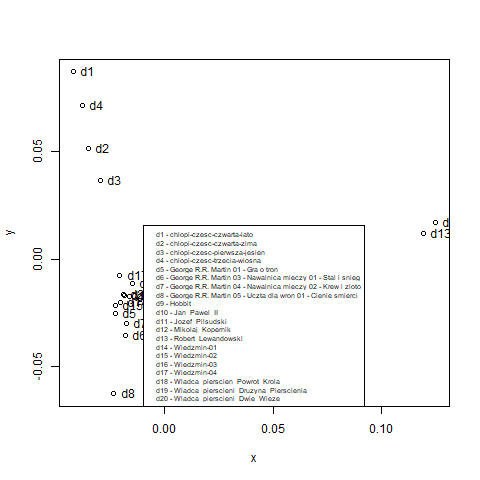 d1
d4
d2
d3
d
d13
d5
d7
d6
d8
d1 - chlopi-czesc-czwarta-lato
d2 - chlopi-czesc-czwarta-zima
d3 - chlopi-czesc-pierwsza-jesien
d4 - chlopi-czesc-trzecia-wiosna
d5 - George R.R. Martin 01 - Gra o tron
d6 - George R.R. Martin 03 - Nawalnica mieczy 01 - Stal i snieg
d7 - George R.R. Martin 04 - Nawalnica mieczy 02 - Krew i zloto
d8 - George R.R. Martin 05 - Uczta dla wron 01 - Cienie smierci
d9 - Hobbit
d10 - Jan Pawel II
d11 - Jozef Pilsudski
d12 - Mikolaj Kopernik
d13 - Robert Lewandowski
d14 - Wiedzmin-01
d15 - Wiedzmin-02
d16 - Wiedzmin-03
d17 - Wiedzmin-04
d18 - Wladca pierscien Powrot Krola
d19 - Wladca pierscieni Druzyna Pierscienia
d20 - Wladca pierscieni Dwie Wieze
y
0.05
0.00
-0.05
0.00
0.05
0.10
x